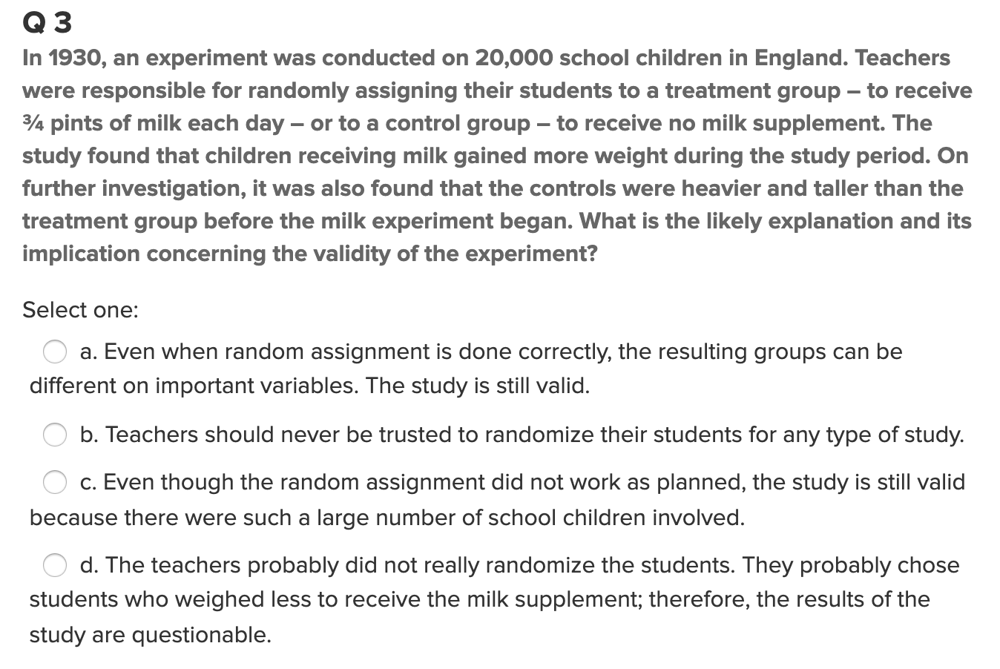 Q 3
In 1930, an experiment was conducted on 20,000 school children in England. Teachers
were responsible for randomly assigning their students to a treatment group – to receive
¾ pints of milk each day – or to a control group – to receive no milk supplement. The
study found that children receiving milk gained more weight during the study period. On
further investigation, it was also found that the controls were heavier and taller than the
treatment group before the milk experiment began. What is the likely explanation and its
implication concerning the validity of the experiment?
Select one:
a. Even when random assignment is done correctly, the resulting groups can be
different on important variables. The study is still valid.
b. Teachers should never be trusted to randomize their students for any type of study.
c. Even though the random assignment did not work as planned, the study is still valid
because there were such a large number of school children involved.
d. The teachers probably did not really randomize the students. They probably chose
students who weighed less to receive the milk supplement; therefore, the results of the
study are questionable.